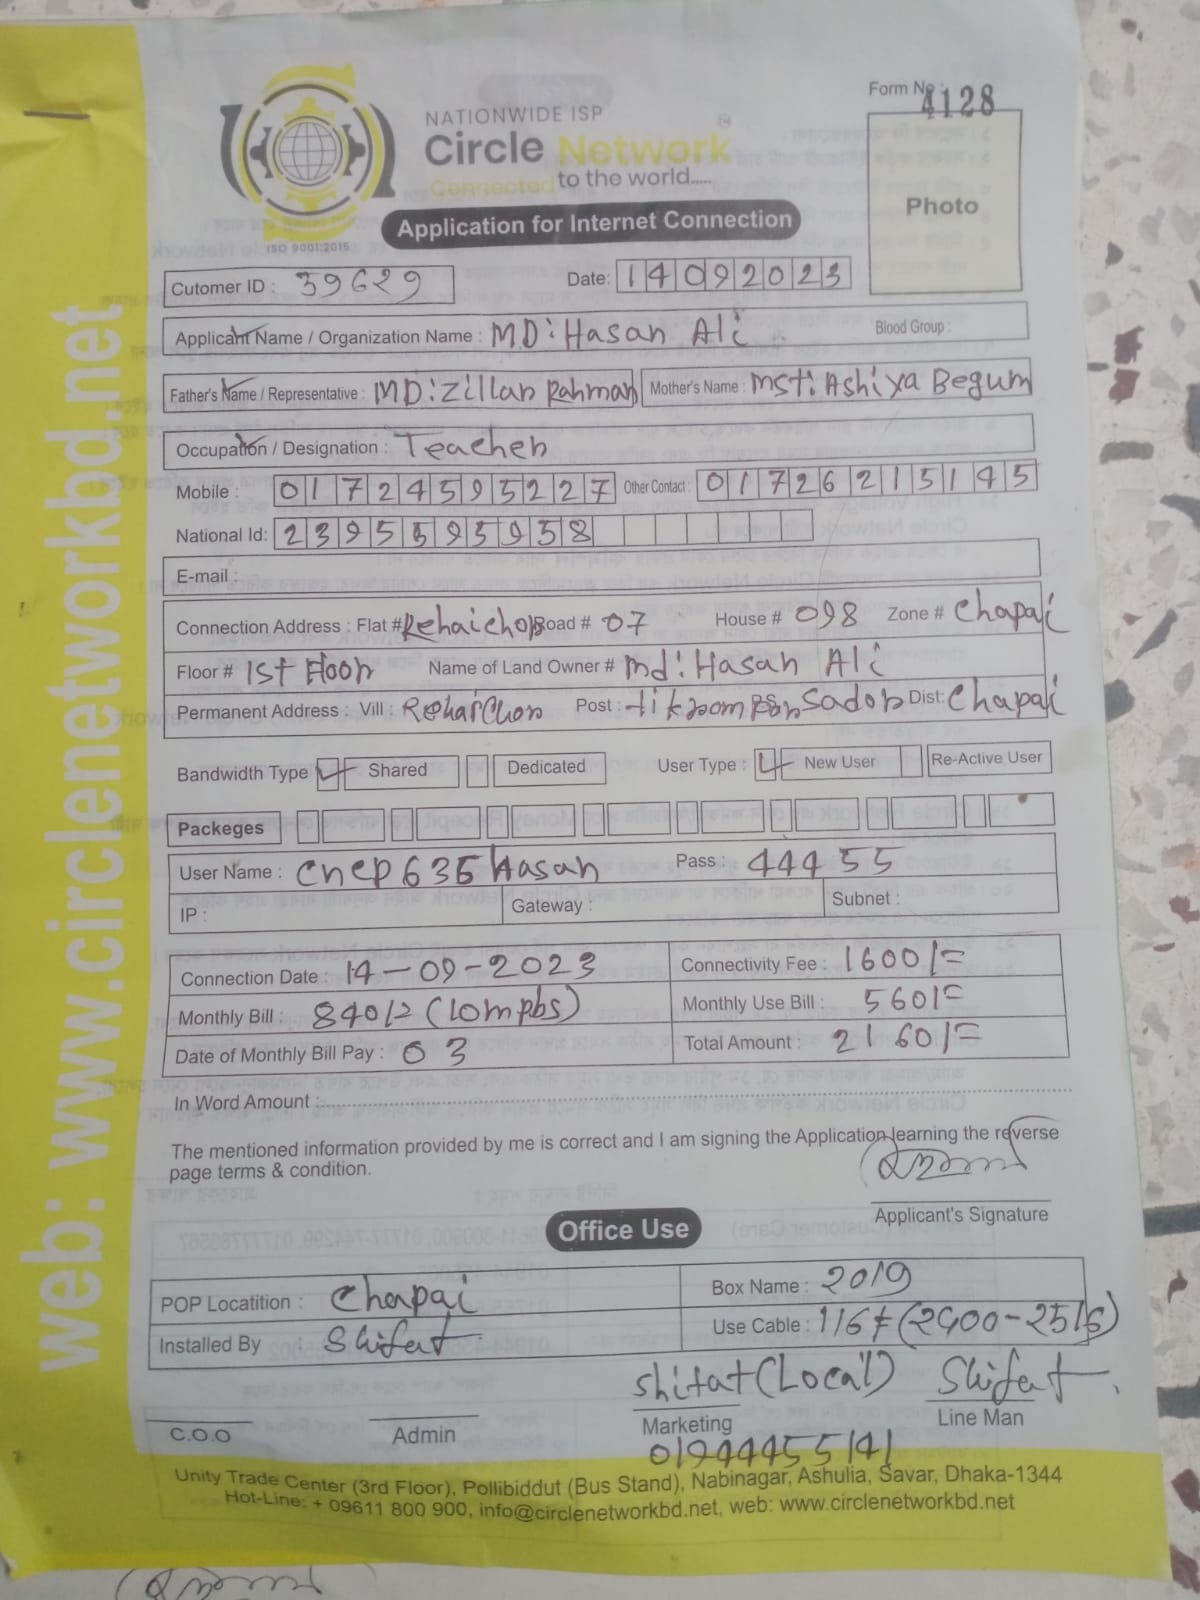 Form No : 4128
NATIONWIDE ISP
Circle Network
Connected to the world.....
Photo
Application for Internet Connection
ISO 9001:2015
Cutomer ID : 39629 Date: 14092023
Applicant Name / Organization Name : MD: Hasan Ali Blood Group :
Father's Name / Representative : MD: Zillar Rahman Mother's Name : Mst: Ashiya Begum
Occupation / Designation : Teacher
Mobile : 01724595227 Other Contact : 01726215145
National Id: 2395595958
E-mail :
Connection Address : Flat # Rehaichor Road # 07 House # 098 Zone # Chapai
Floor # 1st Floor Name of Land Owner # Md: Hasan Ali
Permanent Address : Vill : Rehaichor Post : PS: Sador Dist: Chapai
Bandwidth Type Shared Dedicated User Type : New User Re-Active User
Packeges
User Name : cnep636hasan Pass : 44455
IP : Gateway : Subnet :
Connection Date : 14-09-2023 Connectivity Fee : 1600/=
Monthly Bill : 840/= (10mpbs) Monthly Use Bill : 560/=
Date of Monthly Bill Pay : 03 Total Amount : 2160/=
In Word Amount :
The mentioned information provided by me is correct and I am signing the Application learning the reverse
page terms & condition.
Applicant's Signature
Office Use
POP Locatition : Chapai Box Name : 2019
Installed By : Shifat Use Cable : 116 (2400-2516)
Shifat (Local) Shifat
C.O.O Admin Marketing Line Man
01944455141
Unity Trade Center (3rd Floor), Pollibiddut (Bus Stand), Nabinagar, Ashulia, Savar, Dhaka-1344
Hot-Line: + 09611 800 900, info@circlenetworkbd.net, web: www.circlenetworkbd.net
web: www.circlenetworkbd.net